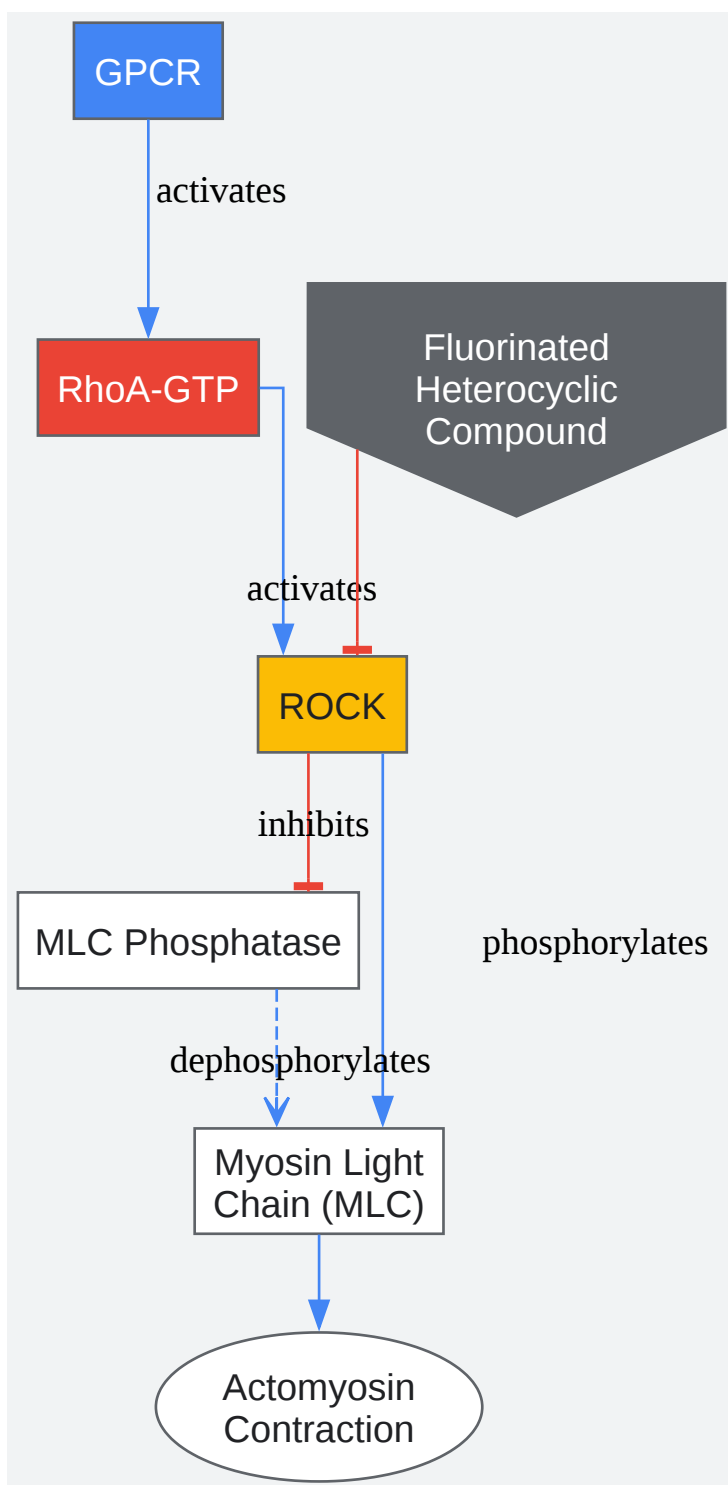 GPCR
activates
Fluorinated
Heterocyclic
Compound
RhoA-GTP
activates
ROCK
inhibits
MLC Phosphatase
phosphorylates
dephosphorylates
Myosin Light
Chain (MLC)
Actomyosin
Contraction